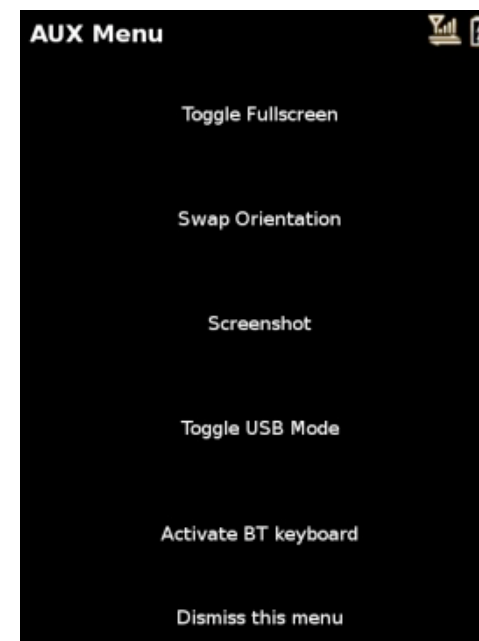 AUX Menu
Toggle Fullscreen
Swap Orientation
Screenshot
Toggle USB Mode
Activate BT keyboard
Dismiss this menu